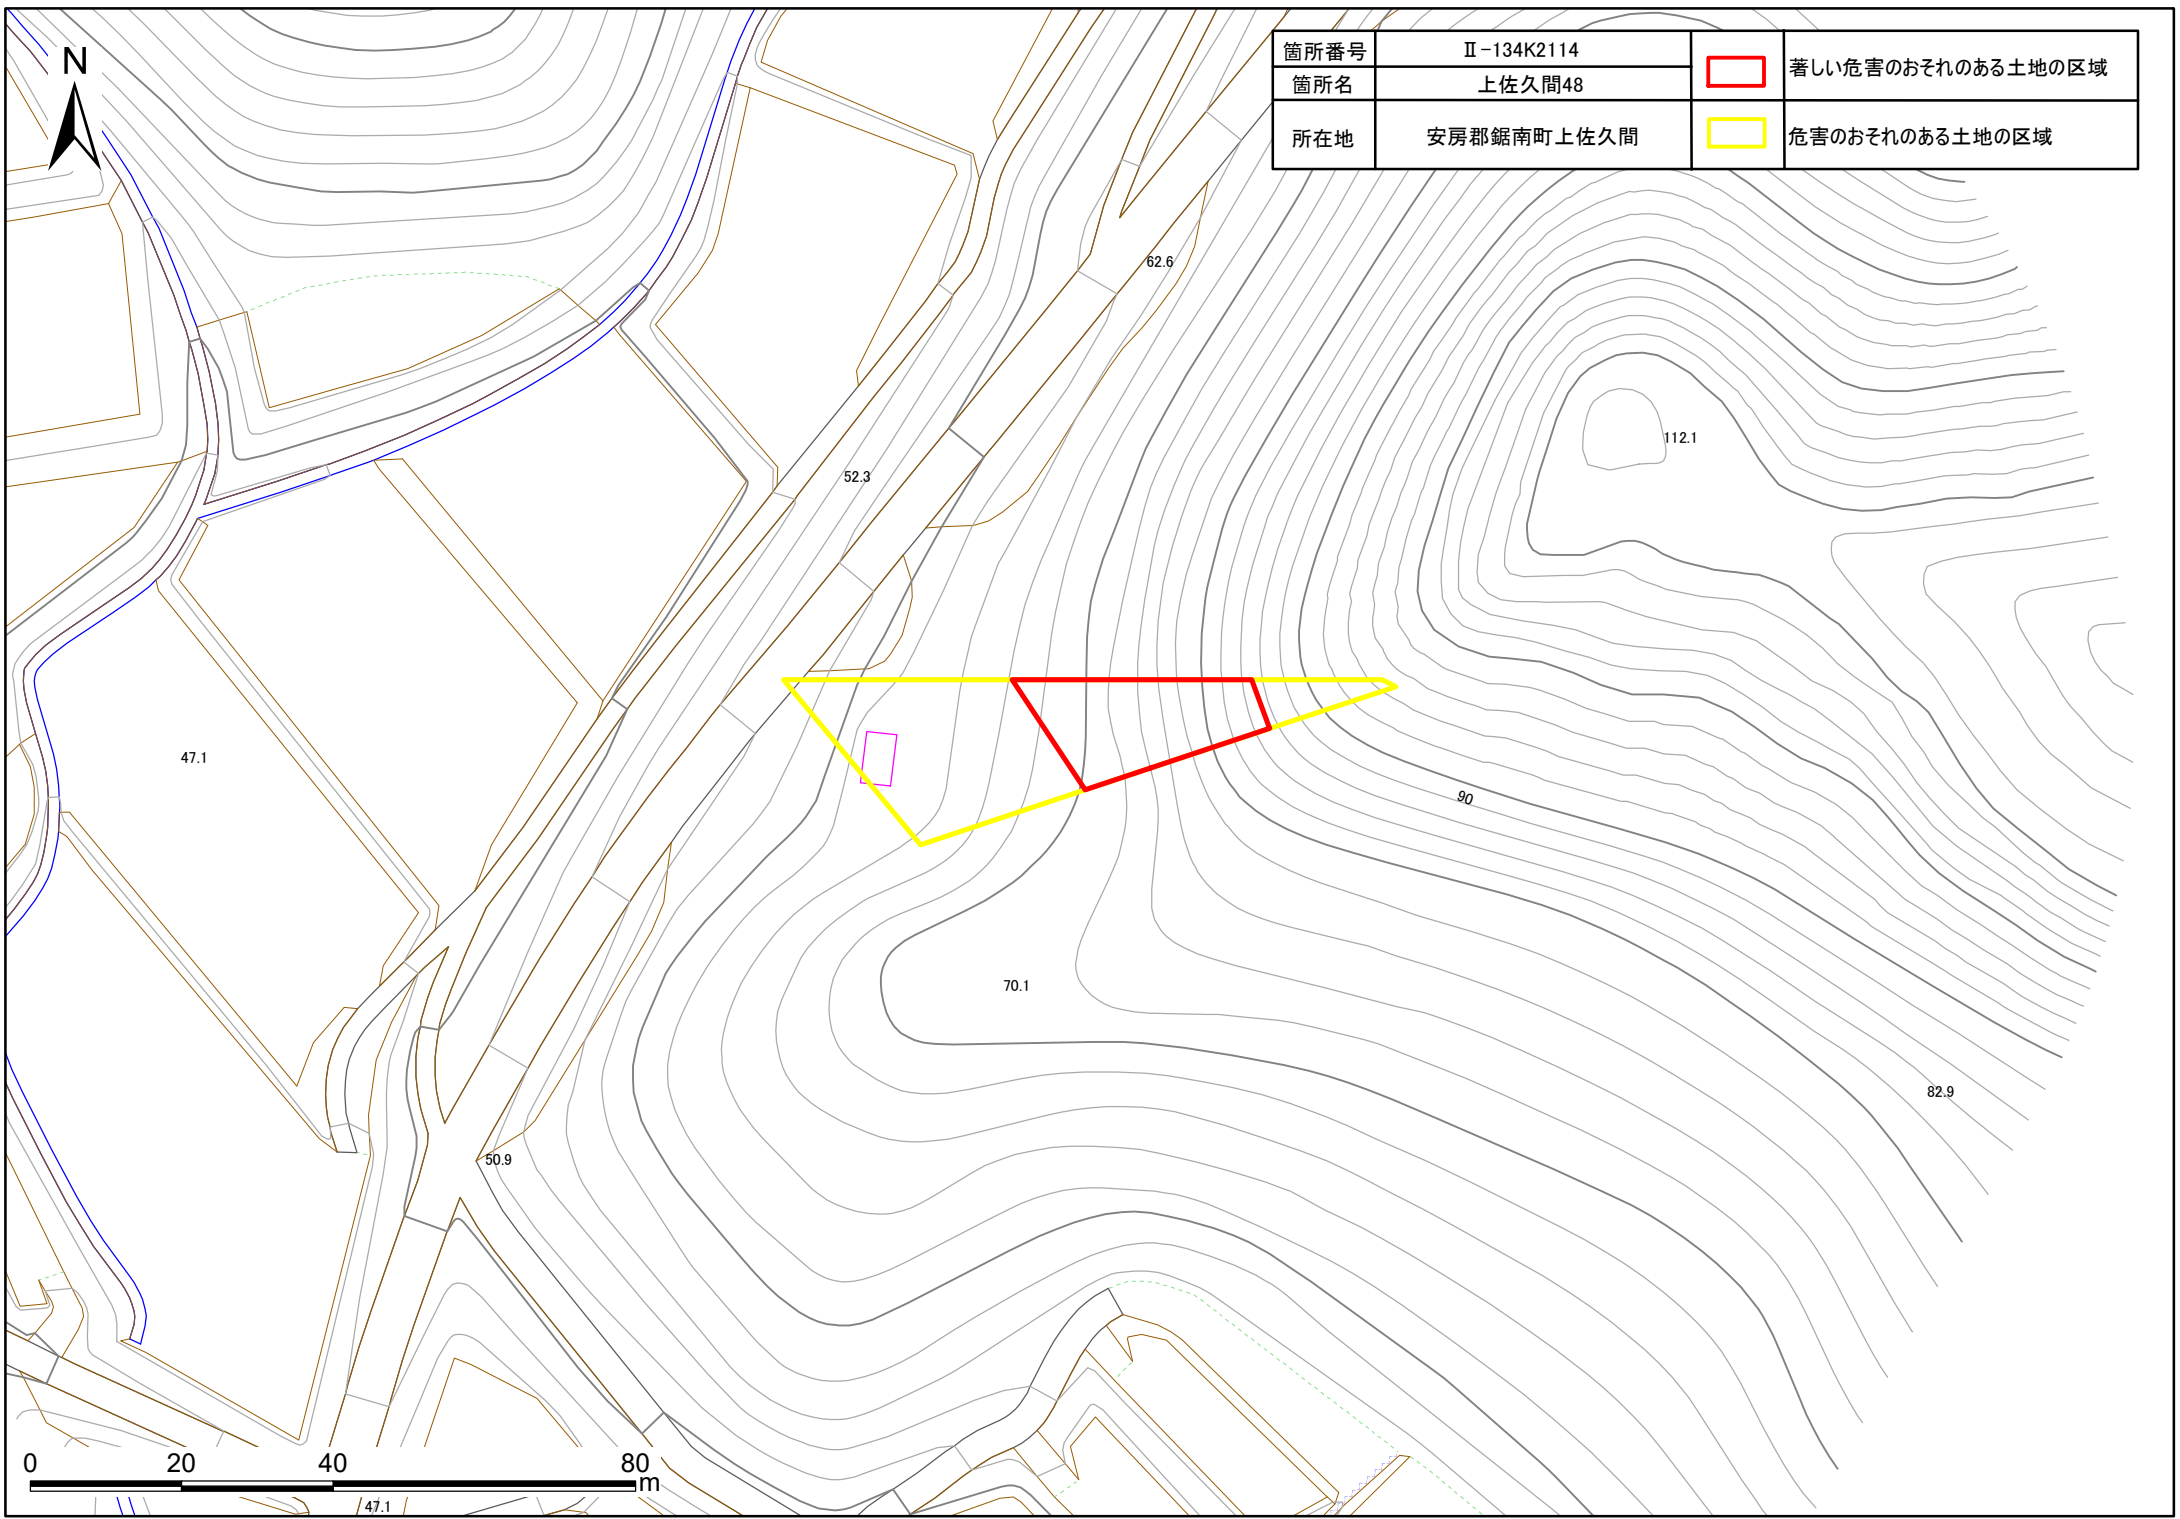 N
箇所番号 Ⅱ-134K2114
箇所名 上佐久間48
所在地 安房郡鋸南町上佐久間
著しい危害のおそれのある土地の区域
危害のおそれのある土地の区域
62.6
112.1
52.3
47.1
90
70.1
82.9
50.9
0 20 40 80
m
47.1